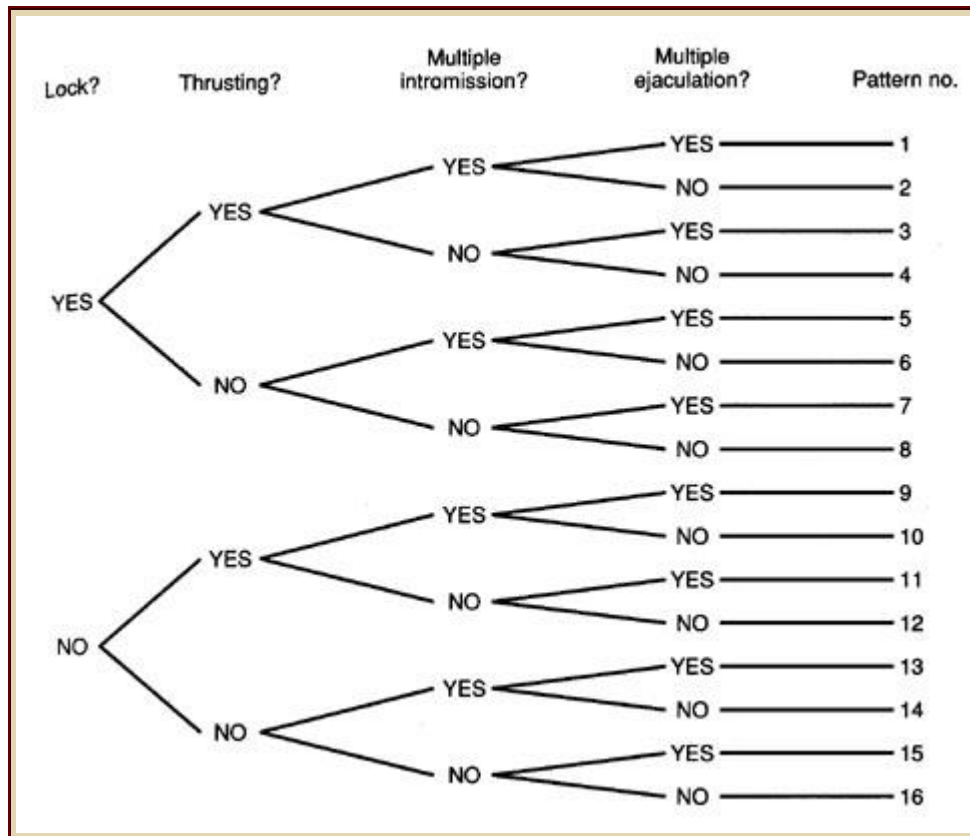 Lock? Thrusting? Multiple intromission? Multiple ejaculation? Pattern no.
YES 1
YES
NO 2
YES
YES 3
NO
NO 4
YES
YES 5
YES
NO 6
NO
YES 7
NO
NO 8
YES 9
YES
NO 10
YES
YES 11
NO
NO 12
NO
YES 13
YES
NO 14
NO
YES 15
NO
NO 16